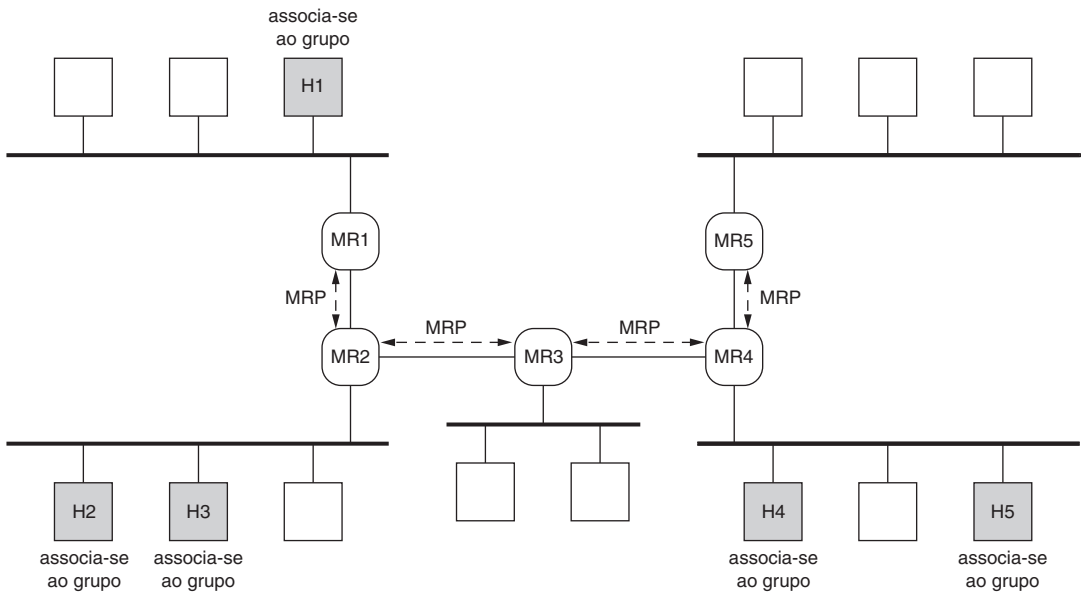 associa-se
ao grupo
H1
MR1
MR5
MRP
MRP
MRP
MRP
MR2
MR3
MR4
H2
H3
H4
H5
associa-se
ao grupo
associa-se
ao grupo
associa-se
ao grupo
associa-se
ao grupo